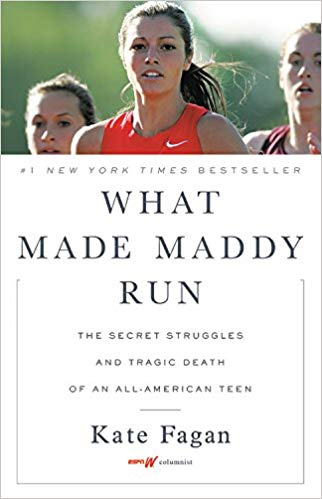 #1 NEW YORK TIMES BESTSELLER
WHAT
MADE MADDY
RUN
THE SECRET STRUGGLES
AND TRAGIC DEATH
OF AN ALL-AMERICAN TEEN
Kate Fagan
ESPN W columnist